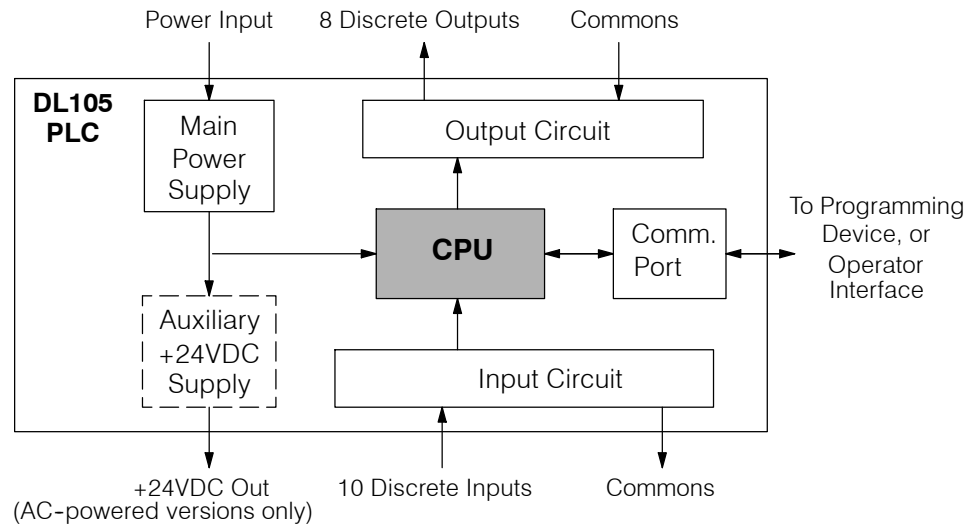 Power Input
8 Discrete Outputs
Commons
DL105
PLC
Main
Power
Supply
Output Circuit
CPU
Comm.
Port
To Programming
Device, or
Operator
Interface
Auxiliary
+24VDC
Supply
Input Circuit
+24VDC Out
(AC-powered versions only)
10 Discrete Inputs
Commons